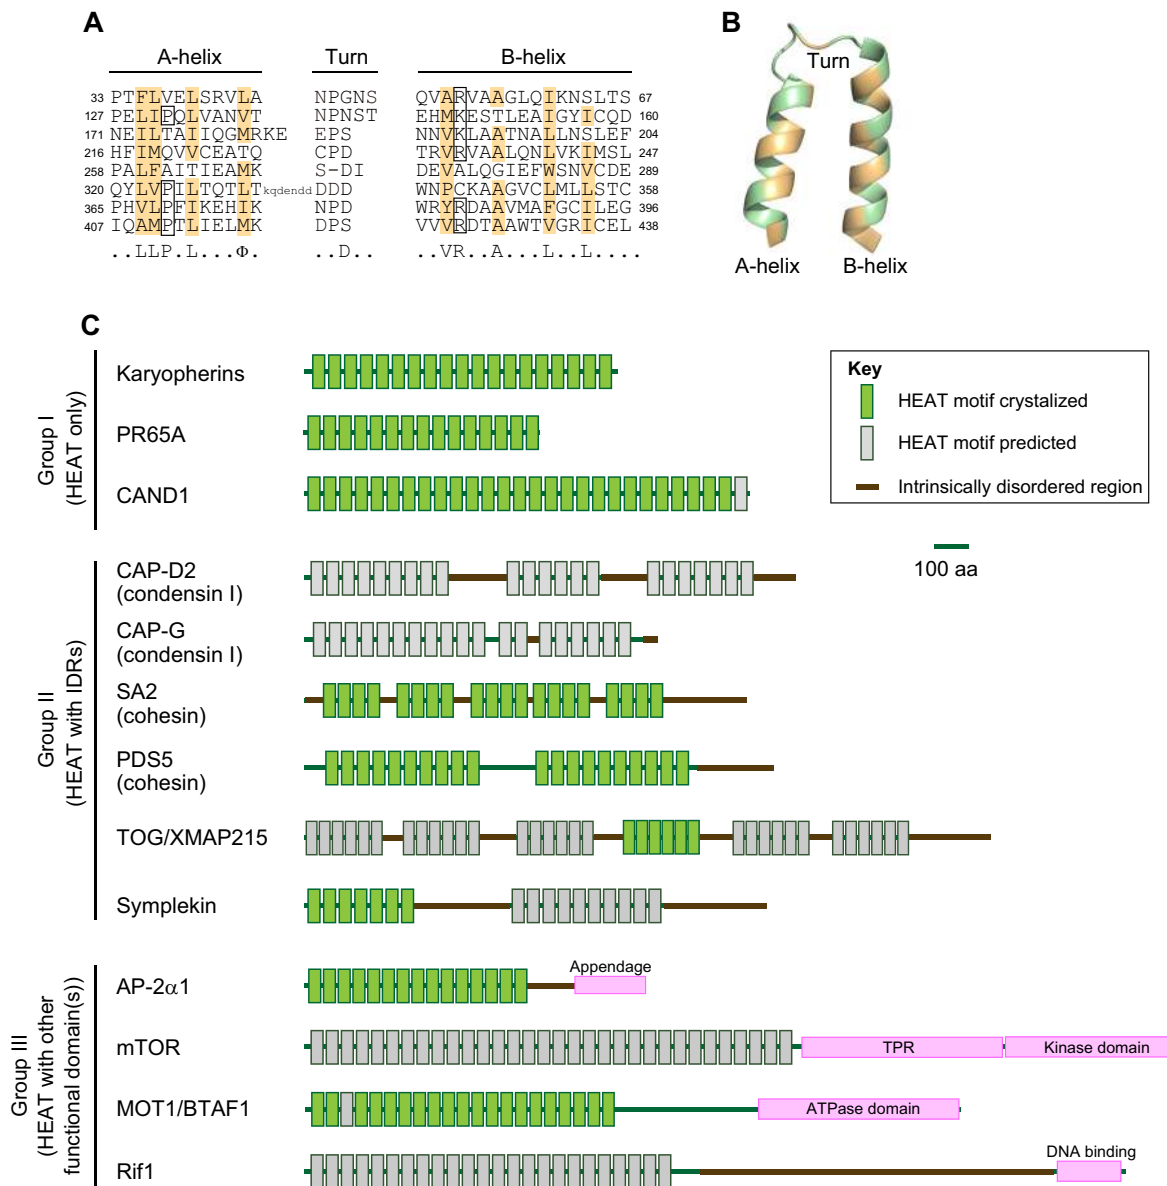 A
A-helix Turn B-helix
33 PTFLVELSRVLA NPGNS QVARVAAGLQIKNSLTS 67
127 PELIPQLVANVT NPNST EHMKESTLEAIGYICQD 160
171 NEILTAIIQGMRKE EPS NNVKLAATNALLNSLEF 204
216 HFIMQVVCEATQ CPD TRVRVAALQNLVKIMSL 247
258 PALFAITIEAMK S-DI DEVALQGIEFWSNVCDE 289
320 QYLVPILTQTLTkqdendd DDD WNPCKAAGVCLMLLSTC 358
365 PHVLPFIKEHIK NPD WRYRDAAVMAFGCILEG 396
407 IQAMPTLIELMK DPS VVVRDTAAWTVGRICEL 438
..LLP.L...Φ. ..D.. ..VR..A...L..L....
B
Turn
A-helix B-helix
C
Group I
(HEAT only)
Karyopherins
PR65A
CAND1
Key
HEAT motif crystalized
HEAT motif predicted
Intrinsically disordered region
100 aa
Group II
(HEAT with IDRs)
CAP-D2
(condensin I)
CAP-G
(condensin I)
SA2
(cohesin)
PDS5
(cohesin)
TOG/XMAP215
Symplekin
Group III
(HEAT with other
functional domain(s))
AP-2α1
Appendage
mTOR
TPR
Kinase domain
MOT1/BTAF1
ATPase domain
Rif1
DNA binding